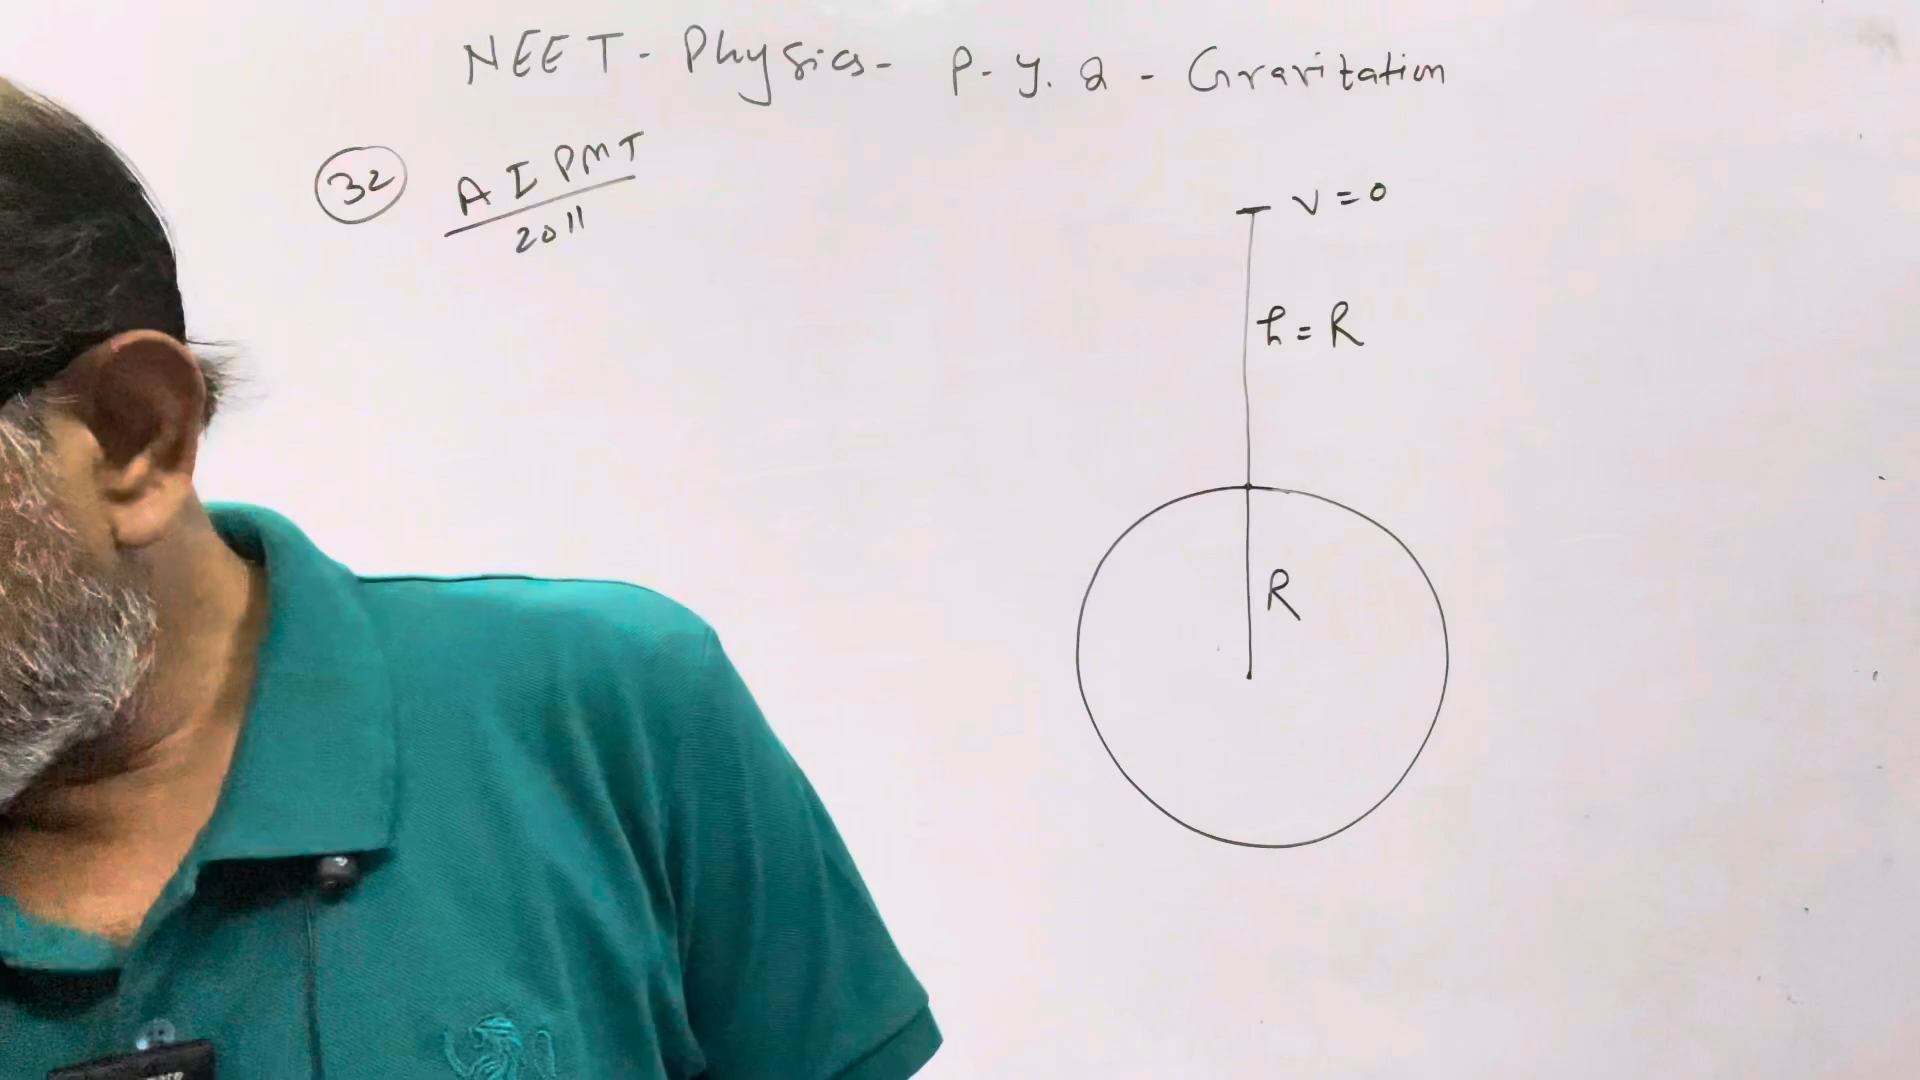 NEET - Physics - P. Y. Q - Gravitation
32 AIPMT
2011
V = 0
h = R
R